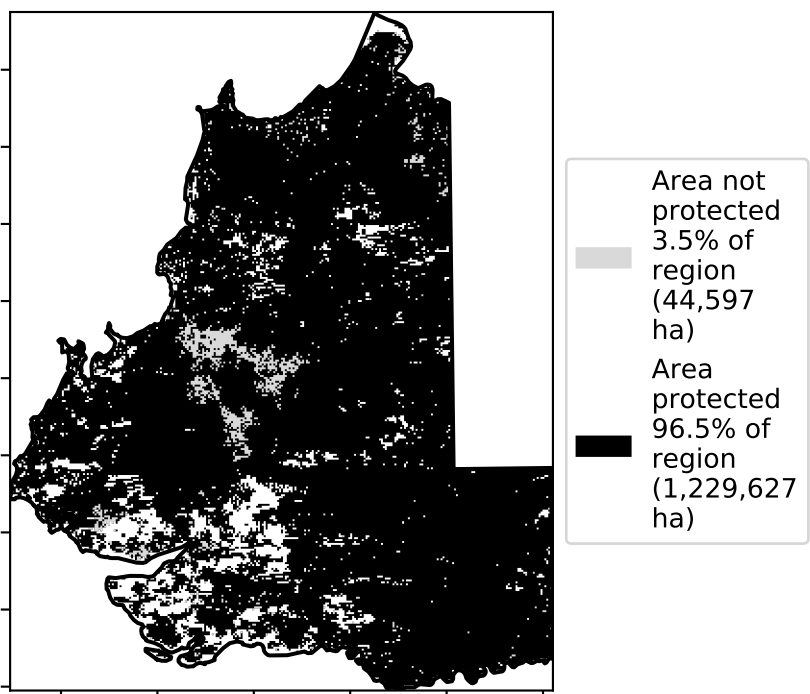 Area not
protected
3.5% of
region
(44,597
ha)
Area
protected
96.5% of
region
(1,229,627
ha)